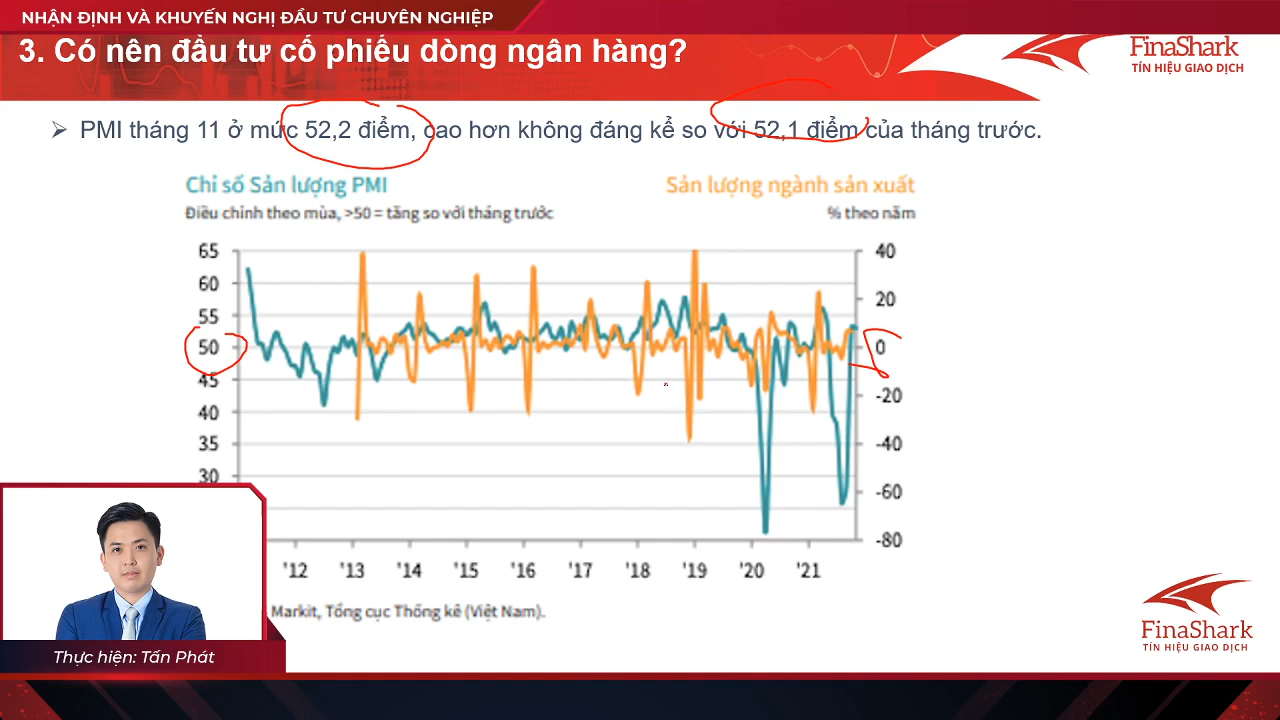 NHẬN ĐỊNH VÀ KHUYẾN NGHỊ ĐẦU TƯ CHUYÊN NGHIỆP
3. Có nên đầu tư cổ phiếu dòng ngân hàng?
FinaShark
TÍN HIỆU GIAO DỊCH
PMI tháng 11 ở mức 52,2 điểm, cao hơn không đáng kể so với 52,1 điểm của tháng trước.
Chỉ số Sản lượng PMI
Sản lượng ngành sản xuất
Điều chỉnh theo mùa, >50 = tăng so với tháng trước
% theo năm
65 40
60
55 20
50 0
45
40 -20
35 -40
30 -60
-80
'12 '13 '14 '15 '16 '17 '18 '19 '20 '21
Markit, Tổng cục Thống kê (Việt Nam).
FinaShark
TÍN HIỆU GIAO DỊCH
Thực hiện: Tấn Phát